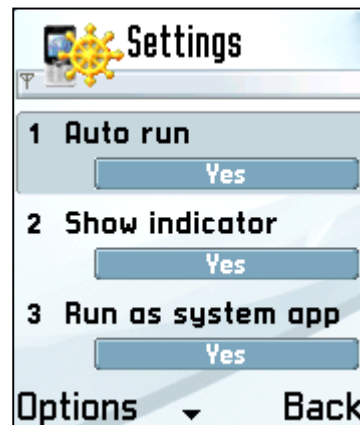 Settings
1 Auto run
Yes
2 Show indicator
Yes
3 Run as system app
Yes
Options Back